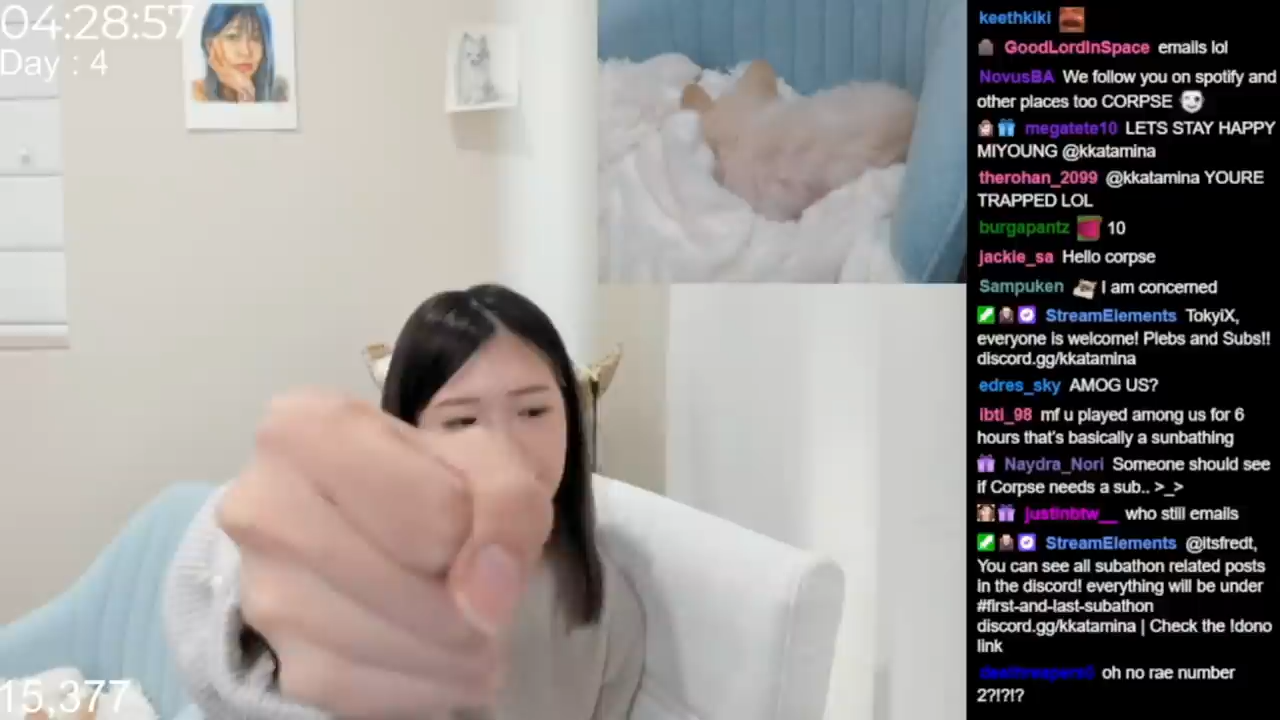 04:28:57
Day : 4
15,377
keethkiki
GoodLordInSpace emails lol
NovusBA We follow you on spotify and
other places too CORPSE
megatete10 LETS STAY HAPPY
MIYOUNG @kkatamina
therohan_2099 @kkatamina YOURE
TRAPPED LOL
burgapantz 10
jackie_sa Hello corpse
Sampuken I am concerned
StreamElements TokyiX,
everyone is welcome! Plebs and Subs!!
discord.gg/kkatamina
edres_sky AMOG US?
ibti_98 mf u played among us for 6
hours that's basically a sunbathing
Naydra_Nori Someone should see
if Corpse needs a sub.. >_>
justinbtw__ who still emails
StreamElements @itsfredt,
You can see all subathon related posts
in the discord! everything will be under
#first-and-last-subathon
discord.gg/kkatamina | Check the !dono
link
oh no rae number
2?!?!?